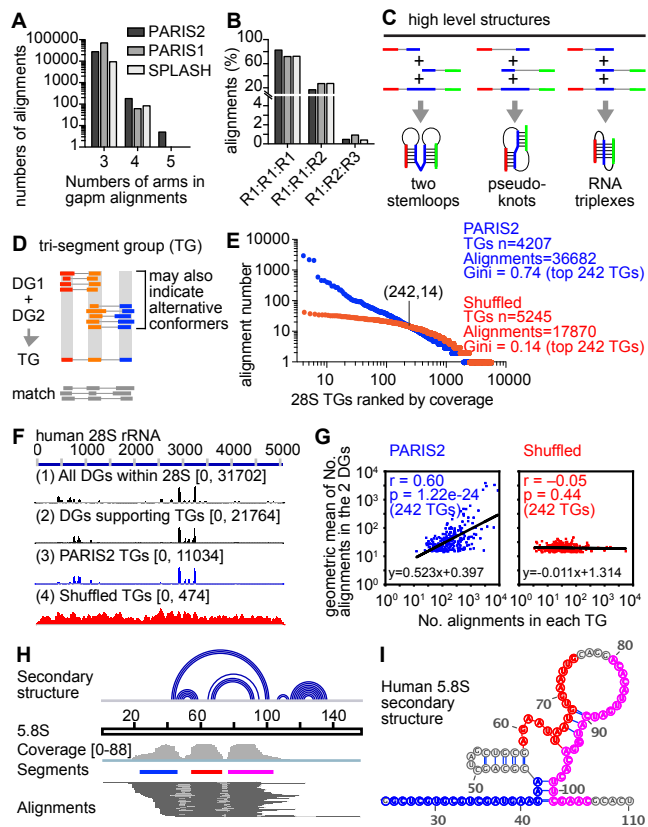 A
numbers of alignments
100000
10000
1000
100
10
1
3 4 5
Numbers of arms in
gapm alignments
PARIS2
PARIS1
SPLASH
B
alignments (%)
100
80
60
40
20
4
2
0
R1:R1:R1
R1:R1:R2
R1:R2:R3
C
high level structures
+ + +
+ + +
two
stemloops
pseudo-
knots
RNA
triplexes
D
tri-segment group (TG)
DG1
+
DG2
TG
match
may also
indicate
alternative
conformers
E
alignment number
10000
1000
100
10
1
(242,14)
10 100 1000 10000
28S TGs ranked by coverage
PARIS2
TGs n=4207
Alignments=36682
Gini = 0.74 (top 242 TGs)
Shuffled
TGs n=5245
Alignments=17870
Gini = 0.14 (top 242 TGs)
F
human 28S rRNA
0 1000 2000 3000 4000 5000
(1) All DGs within 28S [0, 31702]
(2) DGs supporting TGs [0, 21764]
(3) PARIS2 TGs [0, 11034]
(4) Shuffled TGs [0, 474]
G
geometric mean of No.
alignments in the 2 DGs
PARIS2
10⁴
10³
10²
10¹
10⁰
r = 0.60
p = 1.22e-24
(242 TGs)
y=0.523x+0.397
10⁰ 10¹ 10² 10³ 10⁴
Shuffled
r = –0.05
p = 0.44
(242 TGs)
y=-0.011x+1.314
10⁰ 10¹ 10² 10³ 10⁴
No. alignments in each TG
H
Secondary
structure
5.8S
20 60 100 140
Coverage [0-88]
Segments
Alignments
I
Human 5.8S
secondary
structure
30
40
50
60
70
80
90
100
110